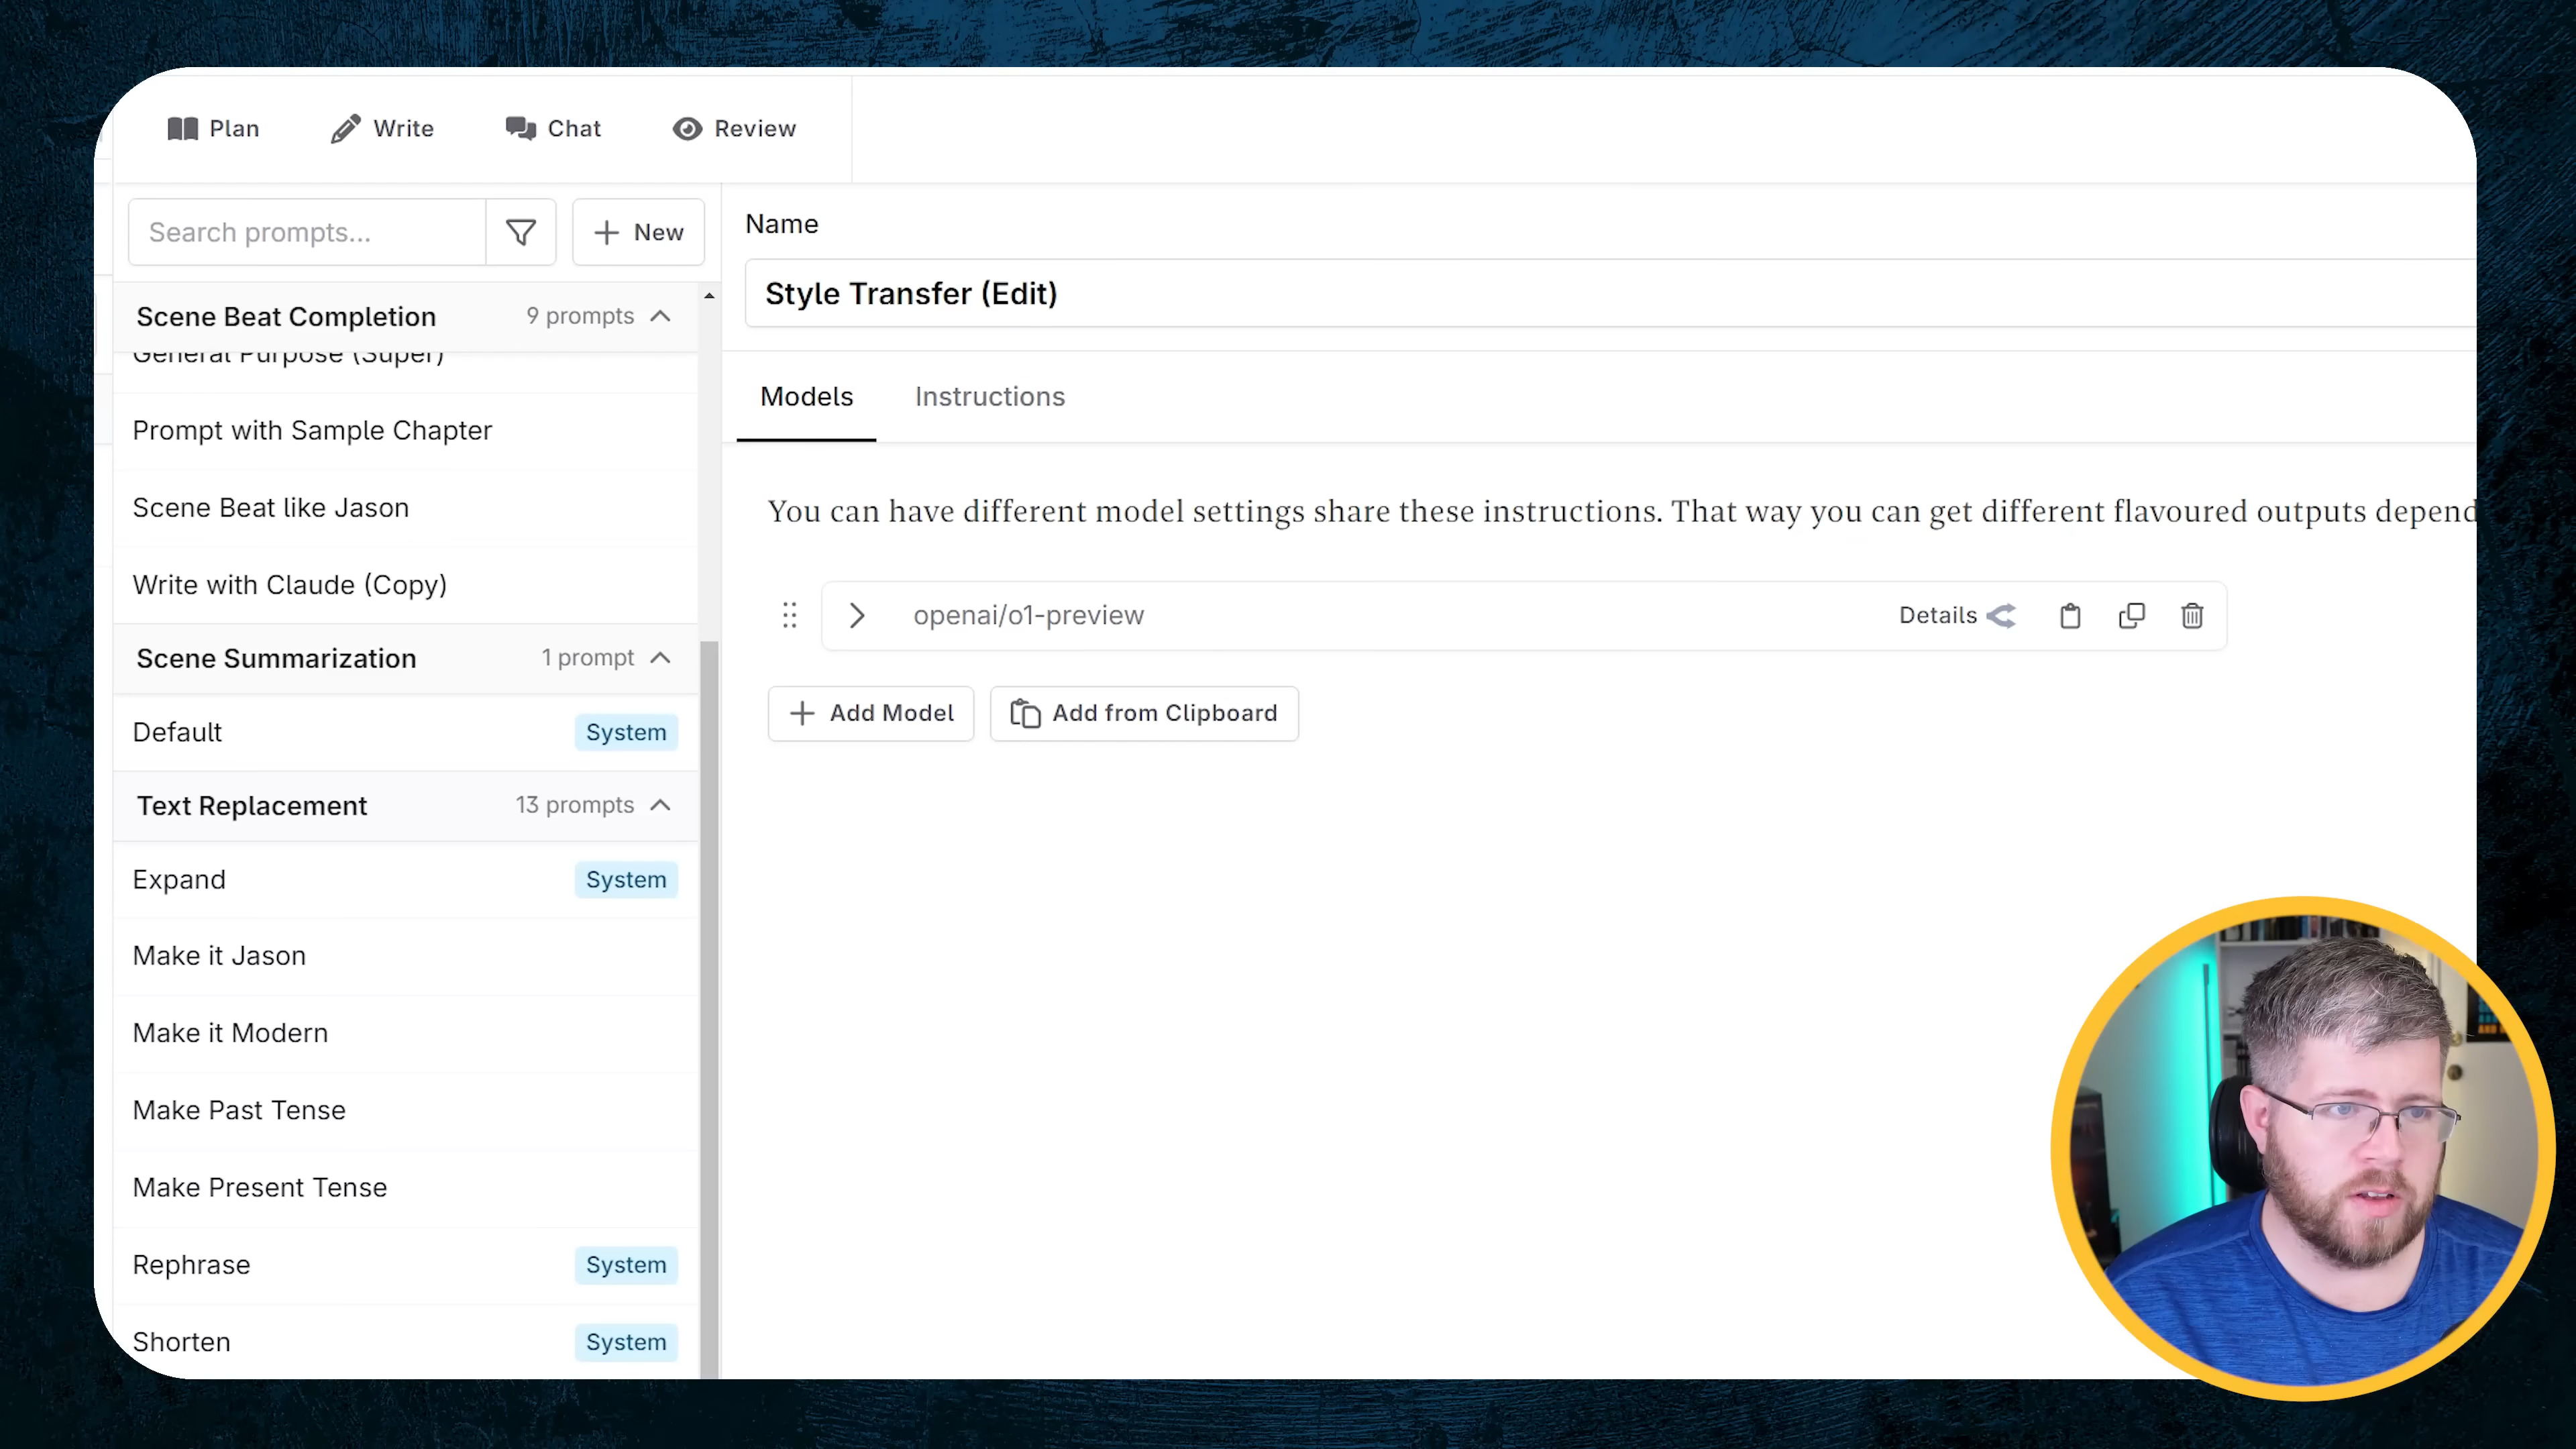 Plan Write Chat Review
Search prompts... New
Scene Beat Completion 9 prompts
General Purpose (Super)
Prompt with Sample Chapter
Scene Beat like Jason
Write with Claude (Copy)
Scene Summarization 1 prompt
Default System
Text Replacement 13 prompts
Expand System
Make it Jason
Make it Modern
Make Past Tense
Make Present Tense
Rephrase System
Shorten System
Name
Style Transfer (Edit)
Models Instructions
You can have different model settings share these instructions. That way you can get different flavoured outputs depend
openai/o1-preview Details
Add Model Add from Clipboard